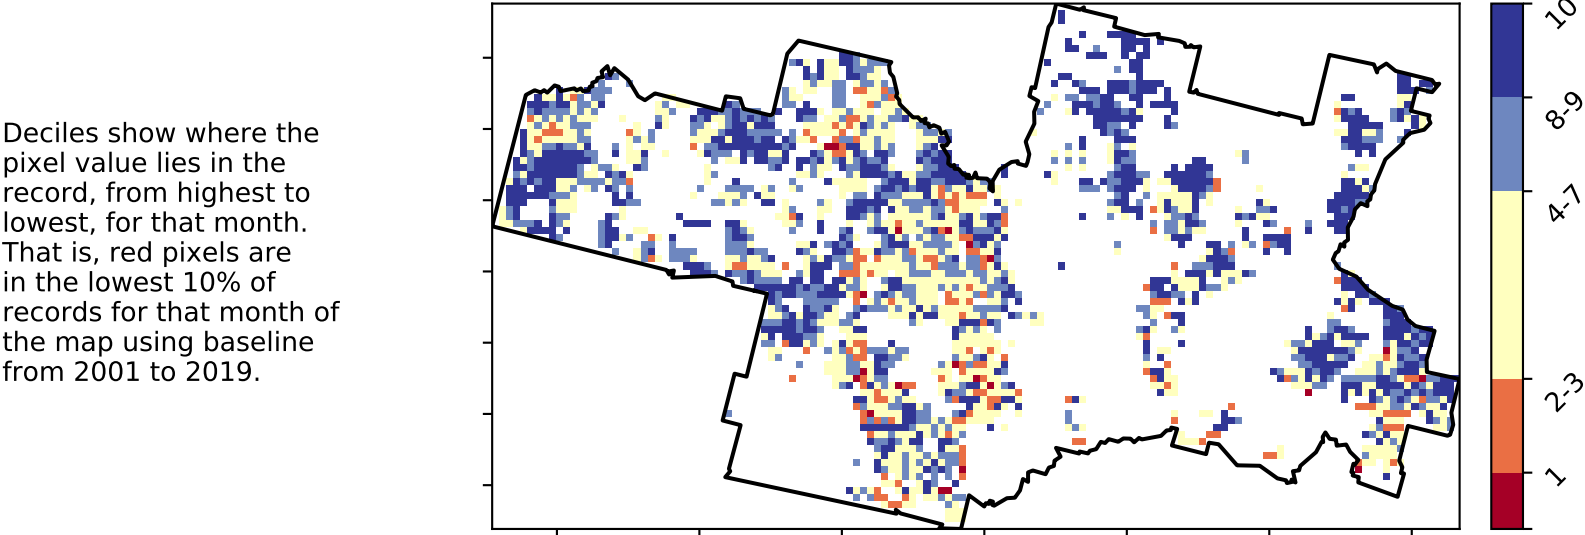 Deciles show where the
pixel value lies in the
record, from highest to
lowest, for that month.
That is, red pixels are
in the lowest 10% of
records for that month of
the map using baseline
from 2001 to 2019.
10
8-9
4-7
2-3
1